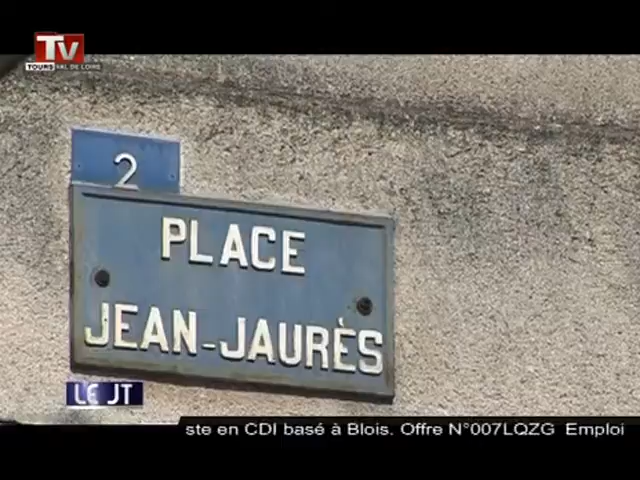 TV
TOURS VAL DE LOIRE
2
PLACE
JEAN-JAURÈS
LE JT
ste en CDI basé à Blois. Offre N°007LQZG Emploi